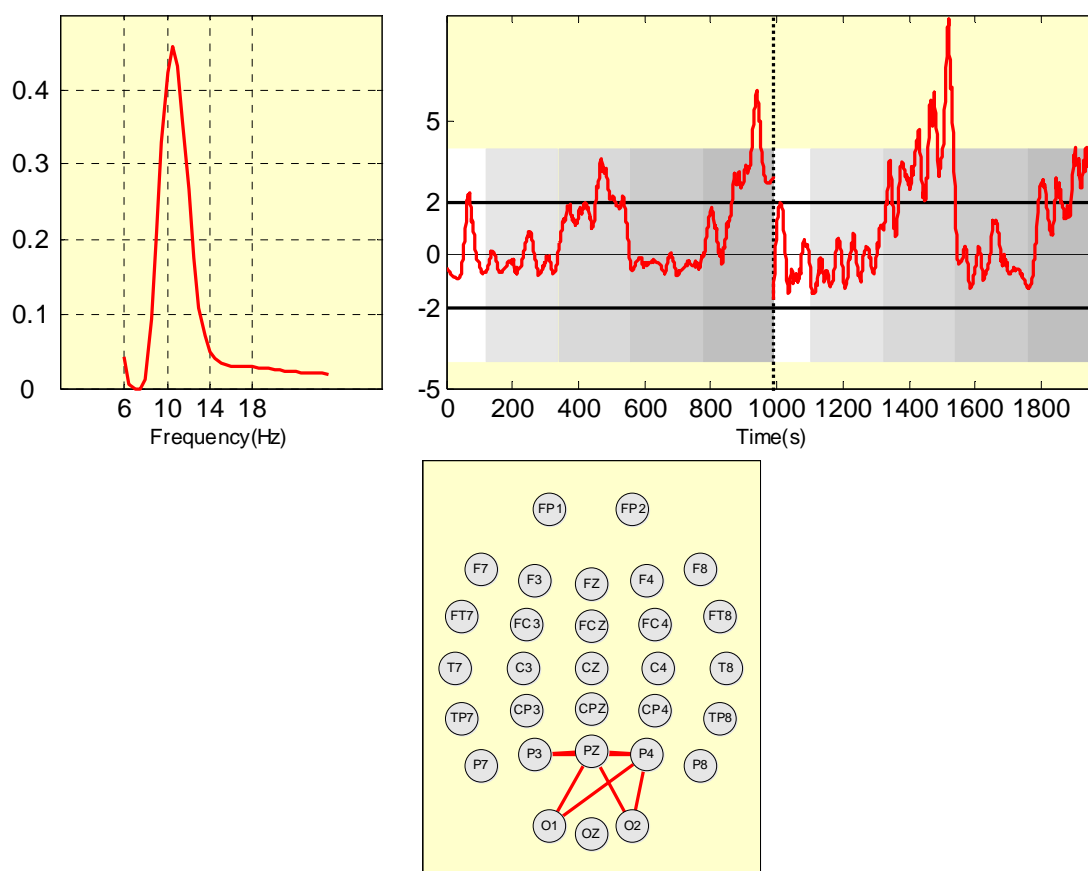 0.4
0.3
0.2
0.1
0
6 10 14 18
Frequency(Hz)
5
2
0
-2
-5
0 200 400 600 800 1000 1200 1400 1600 1800
Time(s)
FP1 FP2
F7 F3 FZ F4 F8
FT7 FC3 FCZ FC4 FT8
T7 C3 CZ C4 T8
TP7 CP3 CPZ CP4 TP8
P7 P3 PZ P4 P8
O1 OZ O2